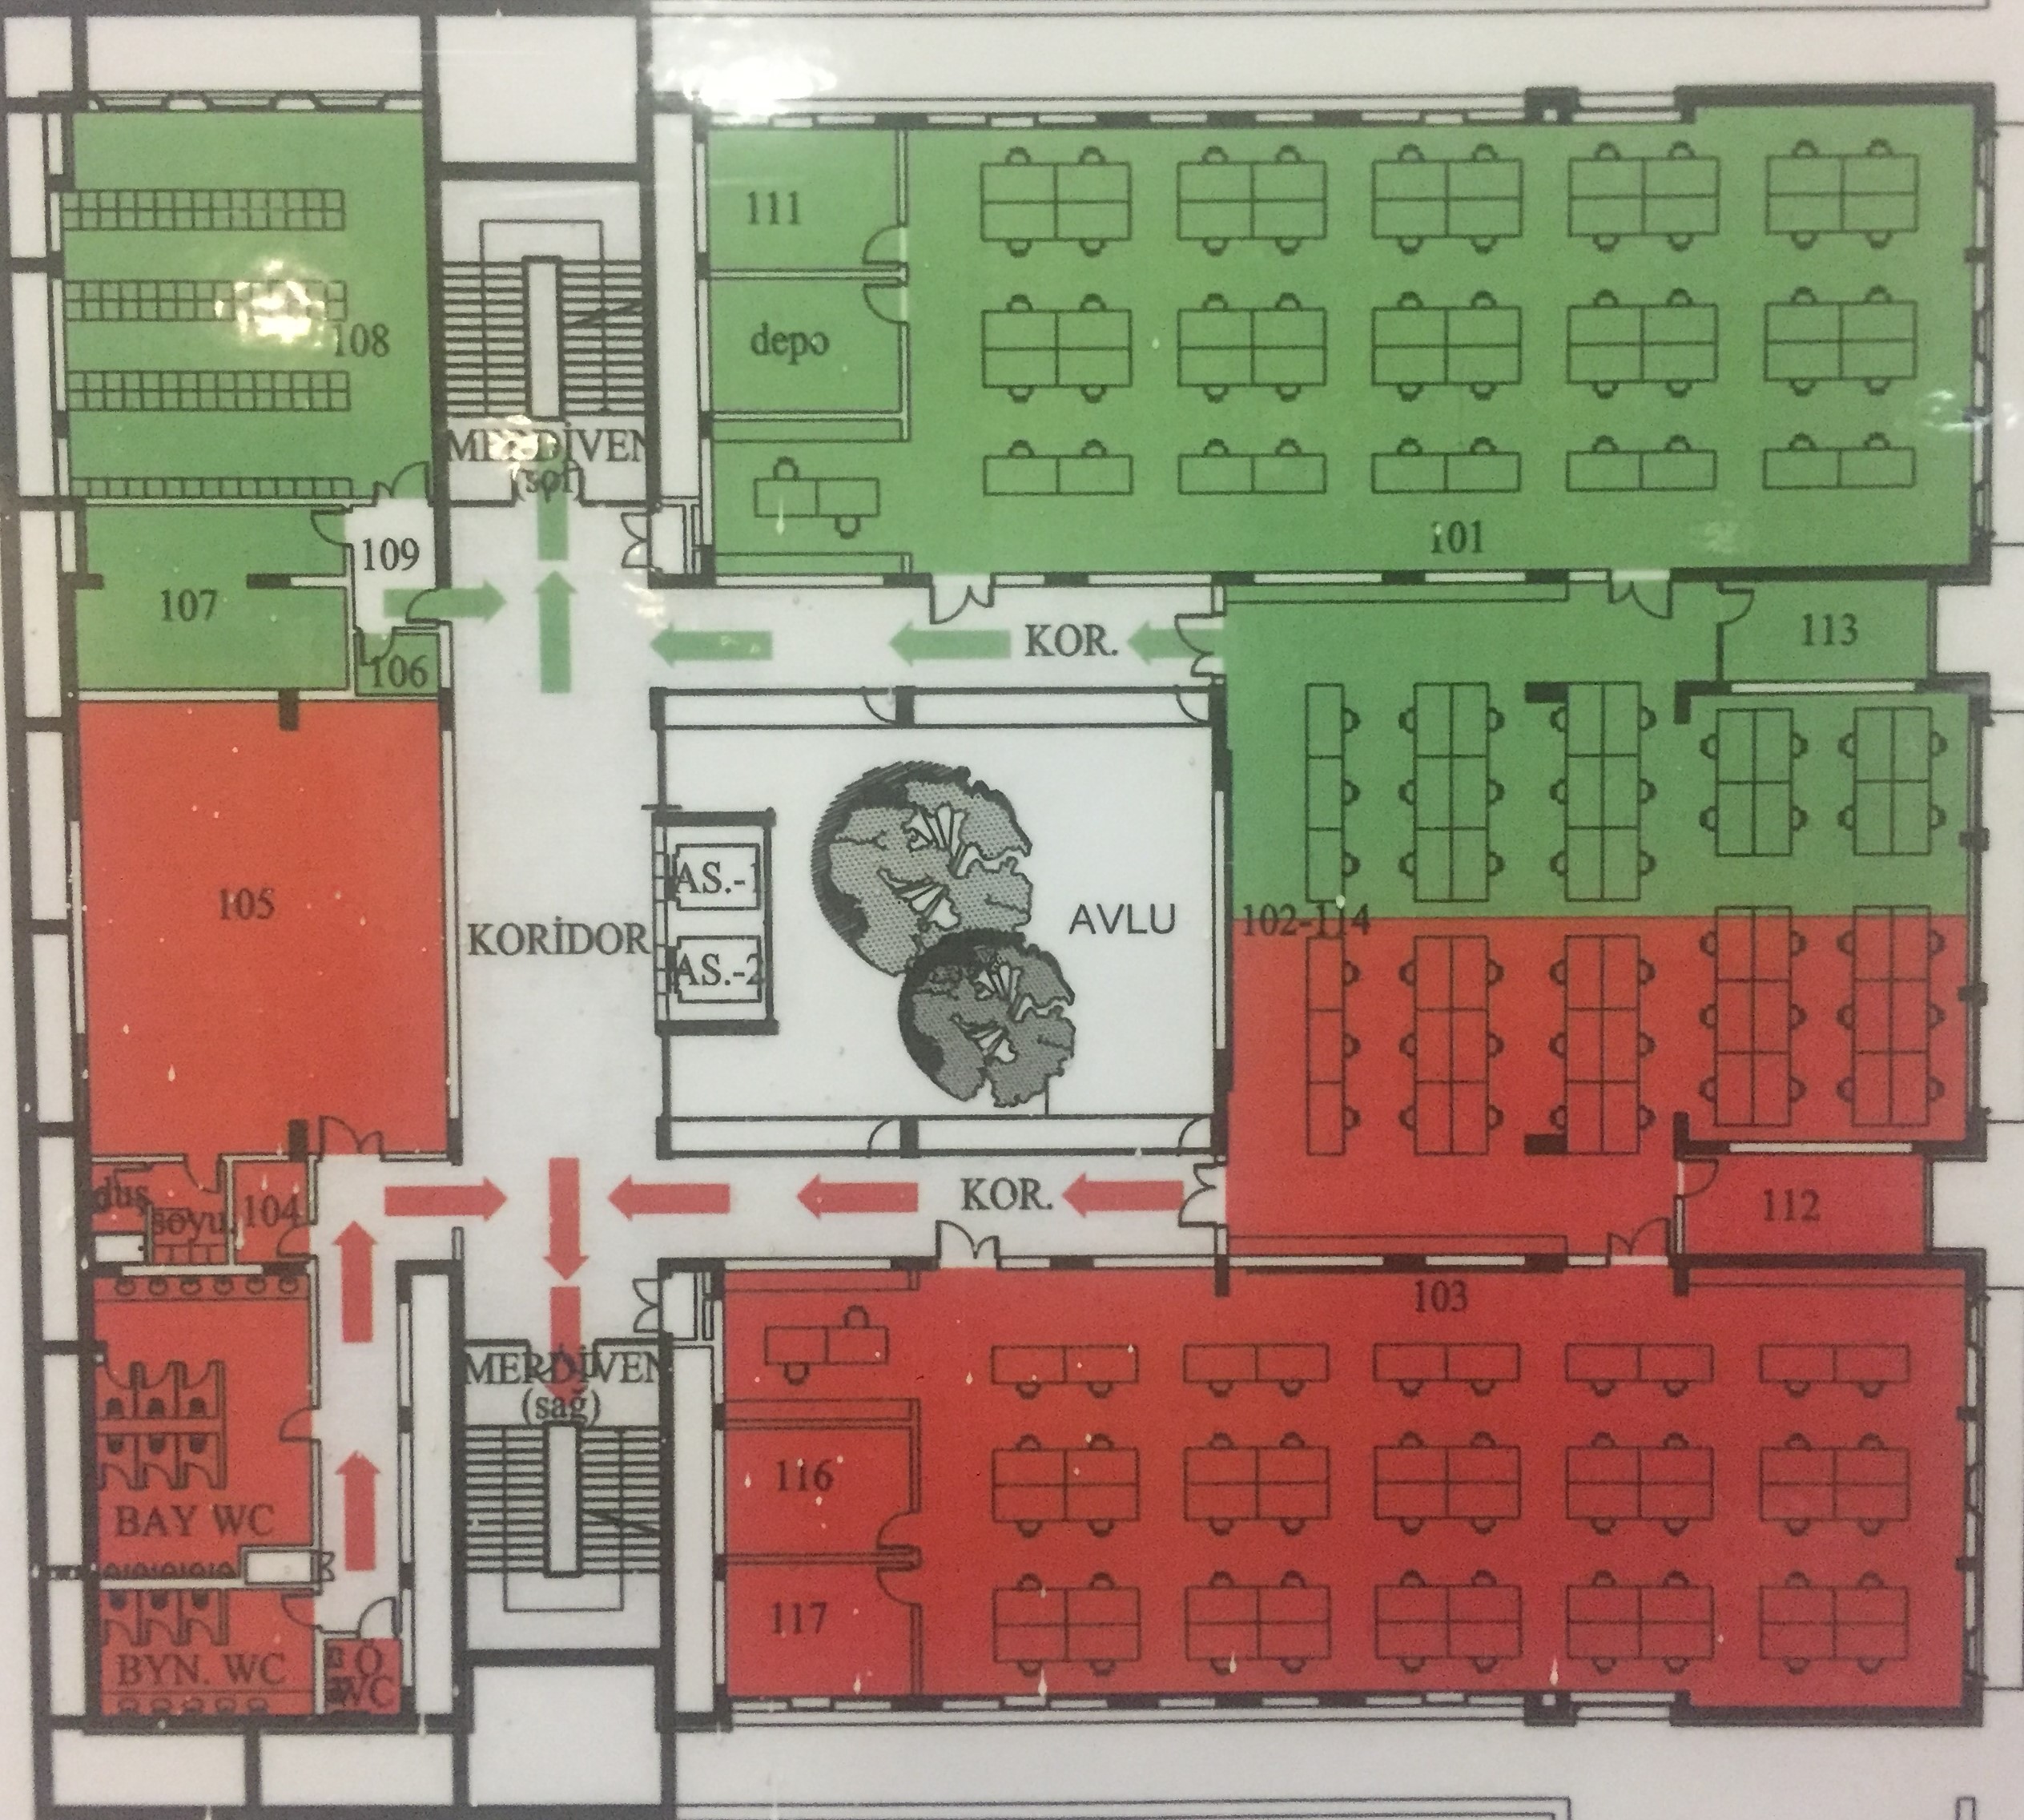 111
108
depo
MERDİVEN
(sol)
101
109
107
KOR.
113
106
105
AS.-1
AVLU
102-114
KORİDOR
AS.-2
duş
soyu.
104
KOR.
112
103
MERDİVEN
(sağ)
116
BAY WC
117
BYN. WC
Ö
WC